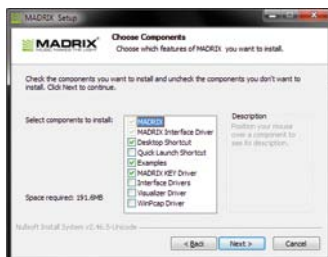 MADRIX Setup
MADRIX
Choose Components
Choose which features of MADRIX you want to install.
Check the components you want to install and uncheck the components you don't want to
install. Click Next to continue.
Select components to install:
MADRIX
MADRIX Interface Driver
Desktop Shortcut
Quick Launch Shortcut
Examples
MADRIX KEY Driver
Interface Drivers
Visualizer Driver
WinPcap Driver
Description
Position your mouse
over a component to
see its description.
Space required: 191.6MB
Nullsoft Install System v2.46.5-Unicode
< Back
Next >
Cancel